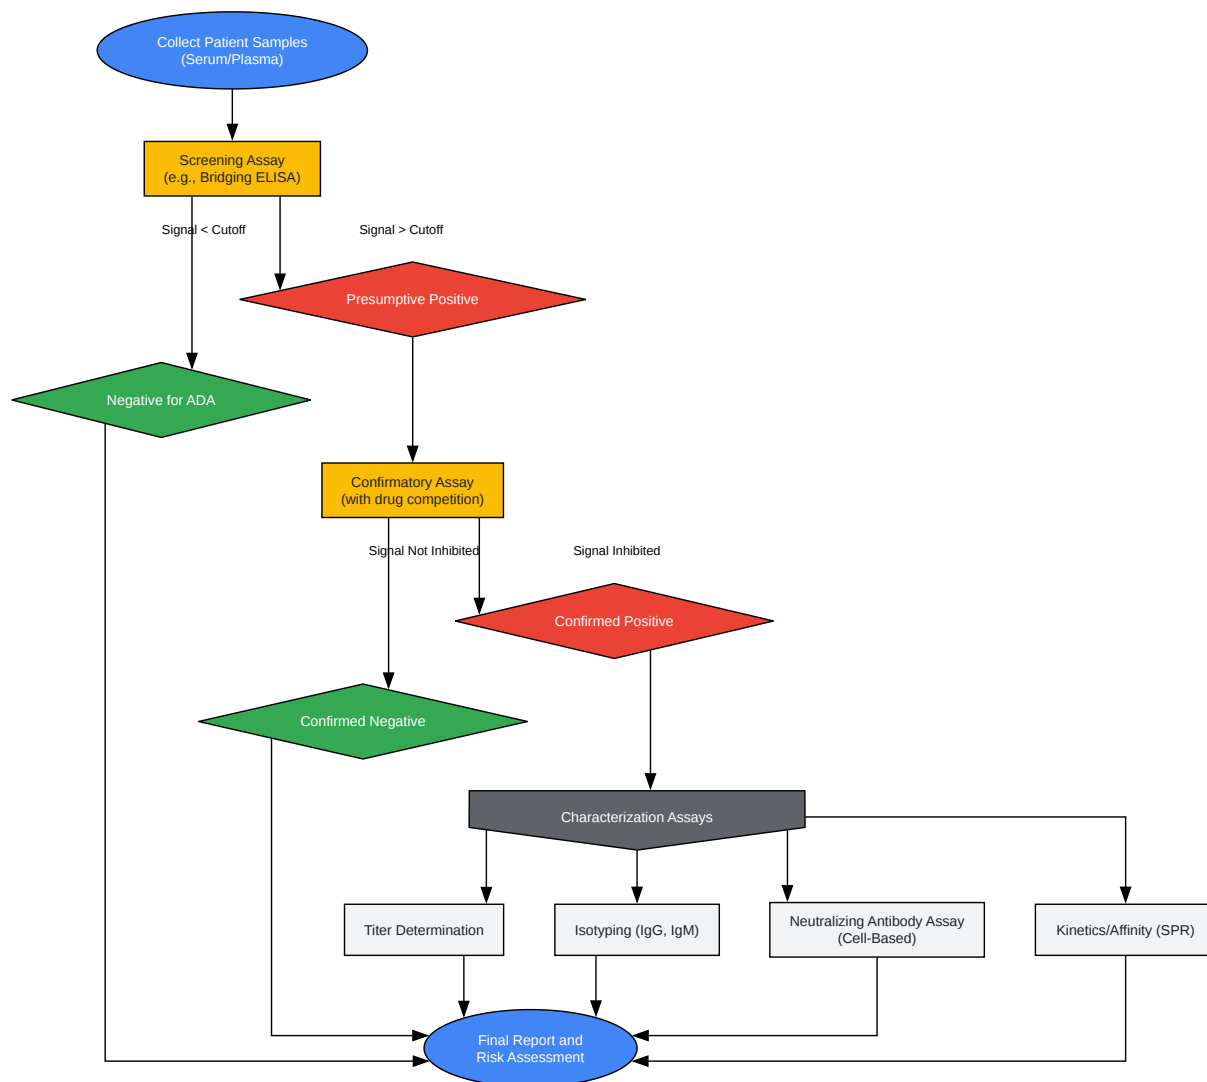 Collect Patient Samples
(Serum/Plasma)
Screening Assay
(e.g., Bridging ELISA)
Signal < Cutoff
Signal > Cutoff
Presumptive Positive
Negative for ADA
Confirmatory Assay
(with drug competition)
Signal Not Inhibited
Signal Inhibited
Confirmed Positive
Confirmed Negative
Characterization Assays
Titer Determination
Isotyping (IgG, IgM)
Neutralizing Antibody Assay
(Cell-Based)
Kinetics/Affinity (SPR)
Final Report and
Risk Assessment